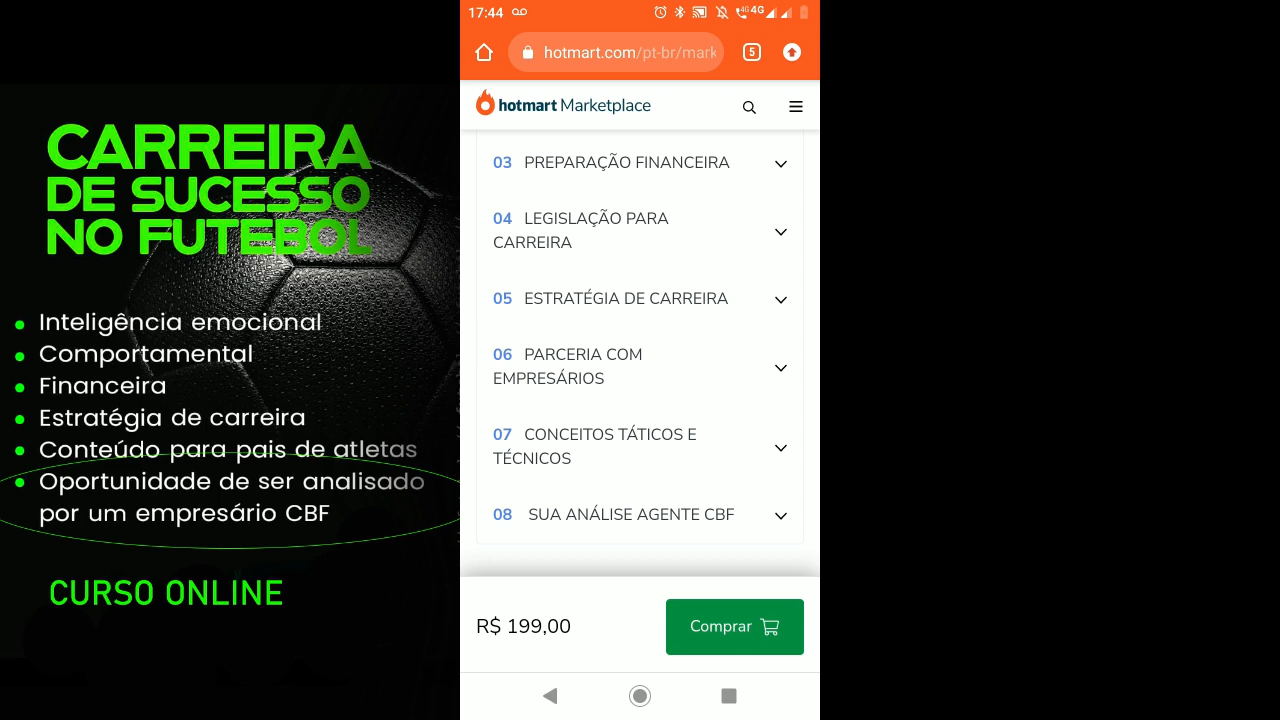 CARREIRA
DE SUCESSO
NO FUTEBOL
Inteligência emocional
Comportamental
Financeira
Estratégia de carreira
Conteúdo para pais de atletas
Oportunidade de ser analisado
por um empresário CBF
CURSO ONLINE
17:44
4G 4G
hotmart.com/pt-br/mark
5
hotmart Marketplace
03 PREPARAÇÃO FINANCEIRA
04 LEGISLAÇÃO PARA
CARREIRA
05 ESTRATÉGIA DE CARREIRA
06 PARCERIA COM
EMPRESÁRIOS
07 CONCEITOS TÁTICOS E
TÉCNICOS
08 SUA ANÁLISE AGENTE CBF
R$ 199,00
Comprar